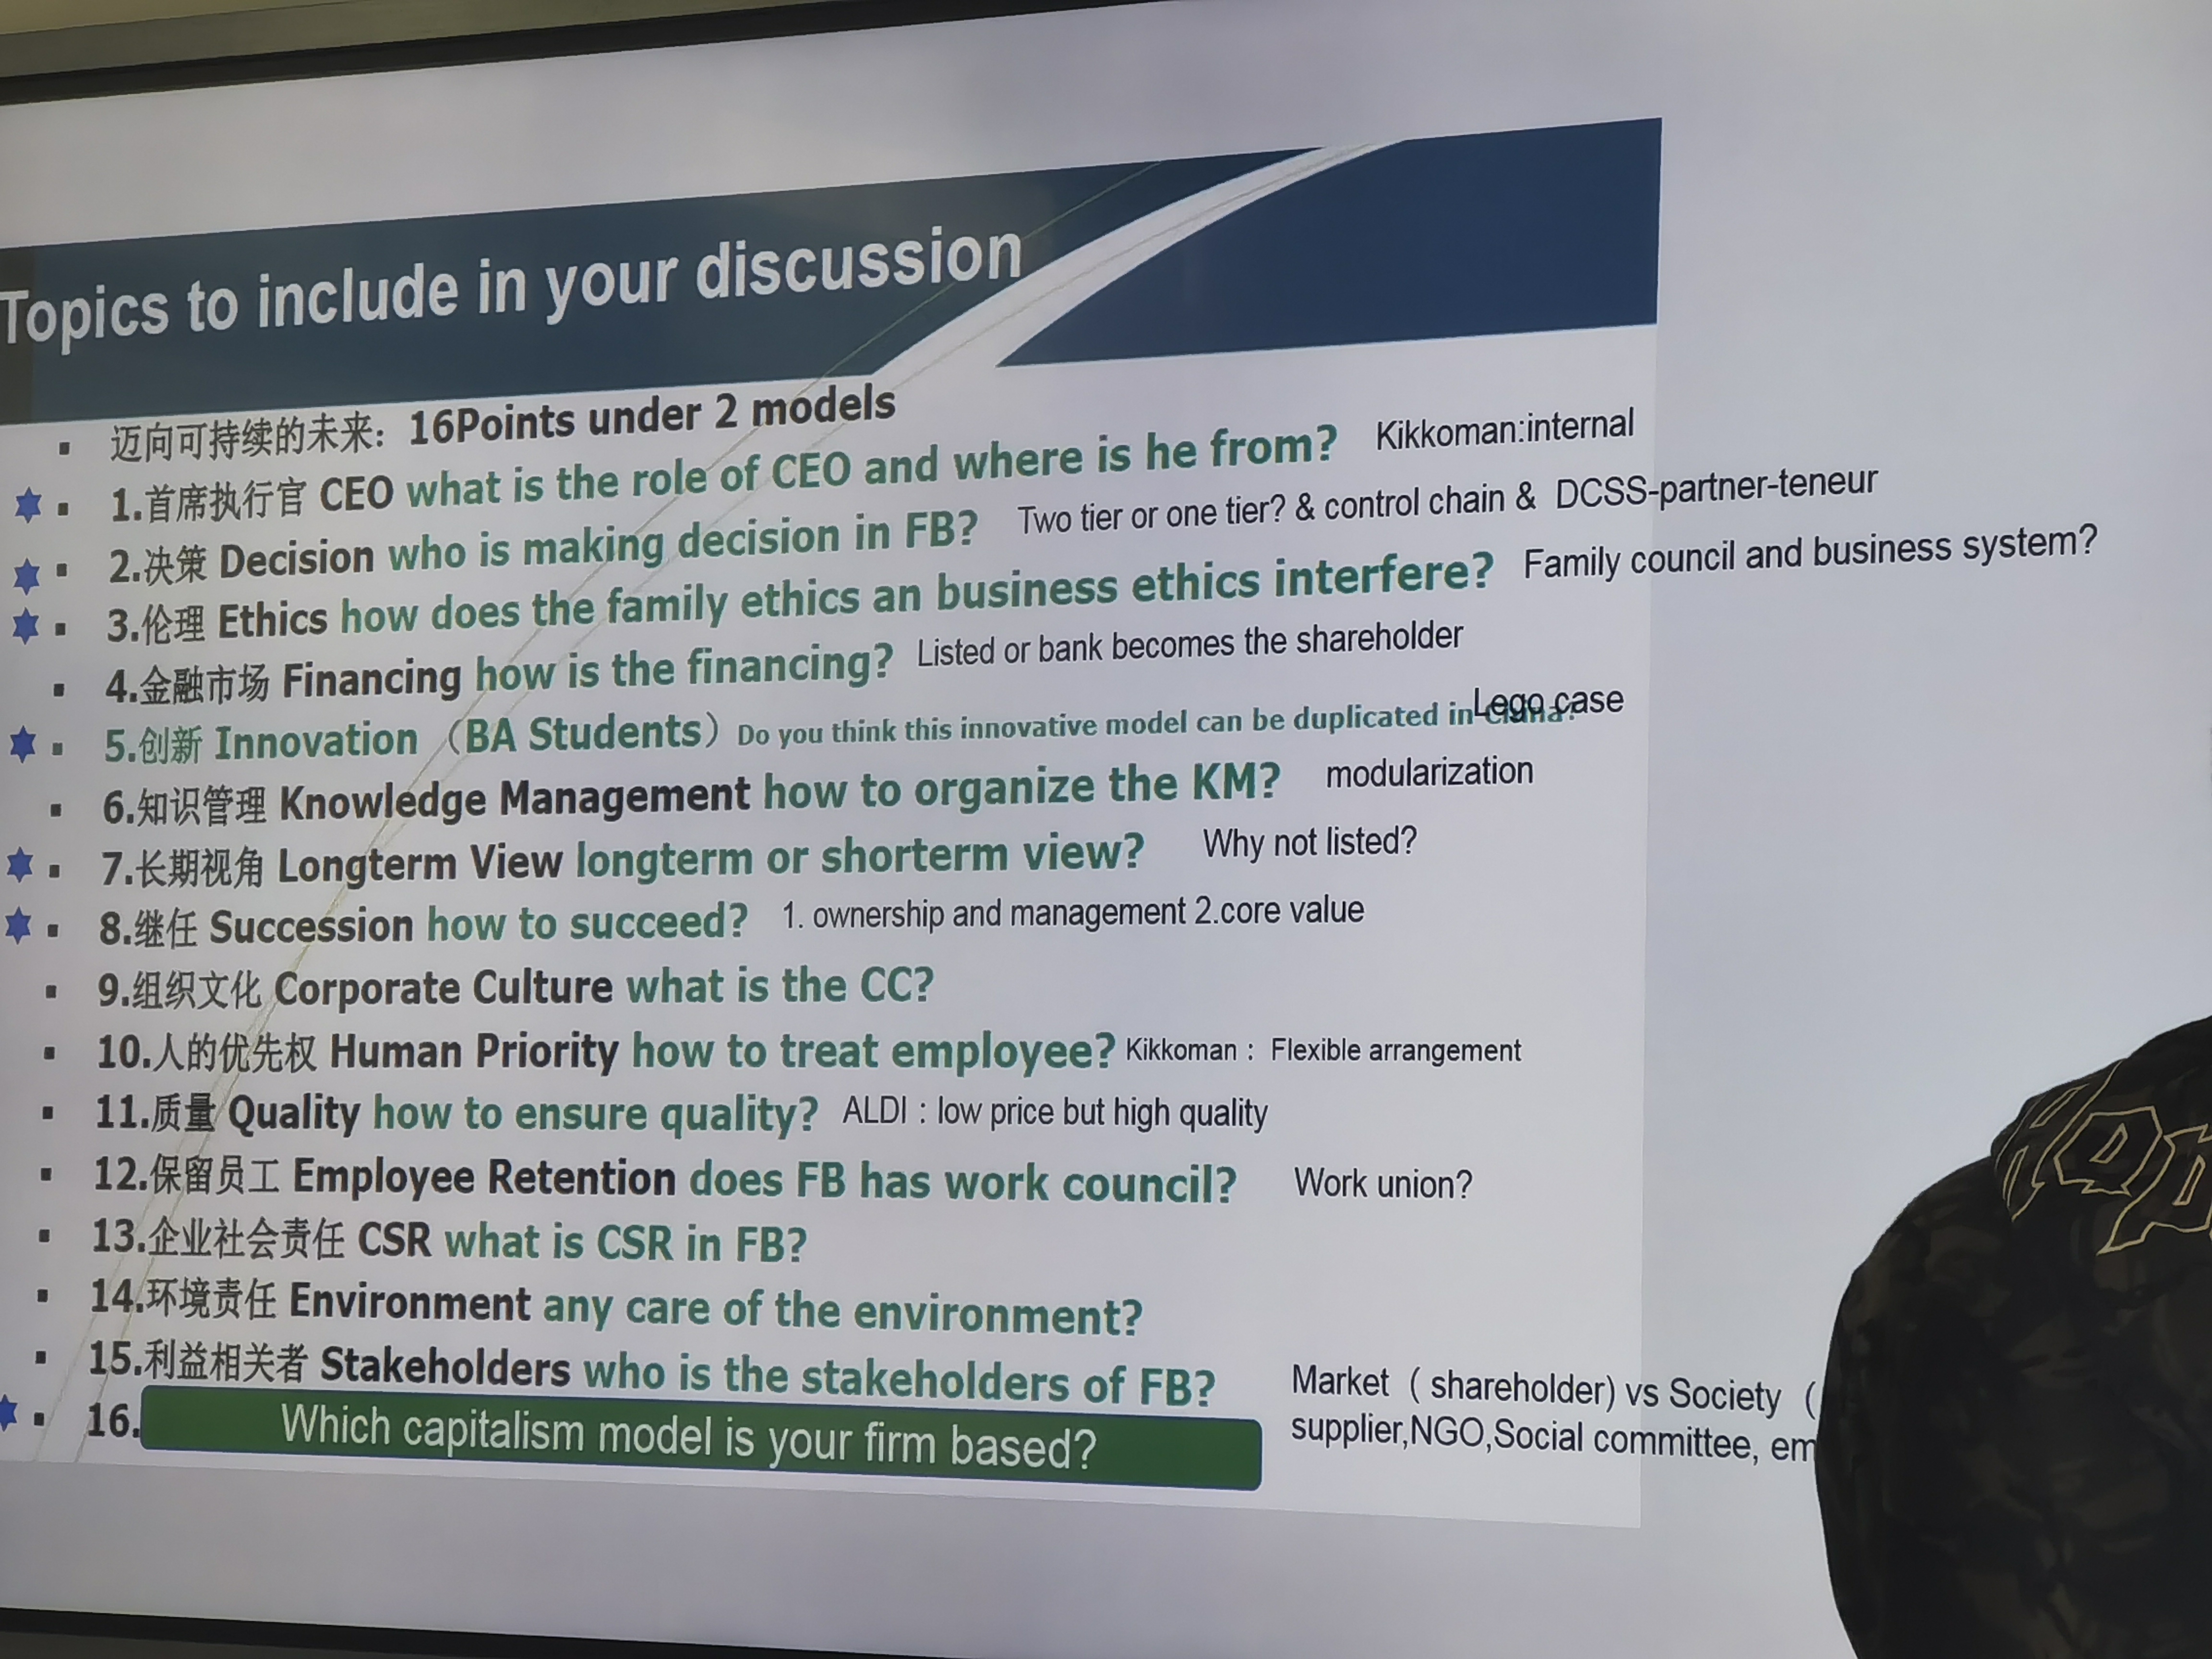 Topics to include in your discussion
▪ 迈向可持续的未来：16Points under 2 models
▪ 1.首席执行官 CEO what is the role of CEO and where is he from? Kikkoman:internal
▪ 2.决策 Decision who is making decision in FB? Two tier or one tier? & control chain & DCSS-partner-teneur
▪ 3.伦理 Ethics how does the family ethics an business ethics interfere? Family council and business system?
▪ 4.金融市场 Financing how is the financing? Listed or bank becomes the shareholder
▪ 5.创新 Innovation（BA Students）Do you think this innovative model can be duplicated in Lego case
▪ 6.知识管理 Knowledge Management how to organize the KM? modularization
▪ 7.长期视角 Longterm View longterm or shorterm view? Why not listed?
▪ 8.继任 Succession how to succeed? 1. ownership and management 2.core value
▪ 9.组织文化 Corporate Culture what is the CC?
▪ 10.人的优先权 Human Priority how to treat employee? Kikkoman： Flexible arrangement
▪ 11.质量 Quality how to ensure quality? ALDI：low price but high quality
▪ 12.保留员工 Employee Retention does FB has work council? Work union?
▪ 13.企业社会责任 CSR what is CSR in FB?
▪ 14.环境责任 Environment any care of the environment?
▪ 15.利益相关者 Stakeholders who is the stakeholders of FB? Market（shareholder) vs Society（
▪ 16. Which capitalism model is your firm based? supplier,NGO,Social committee,